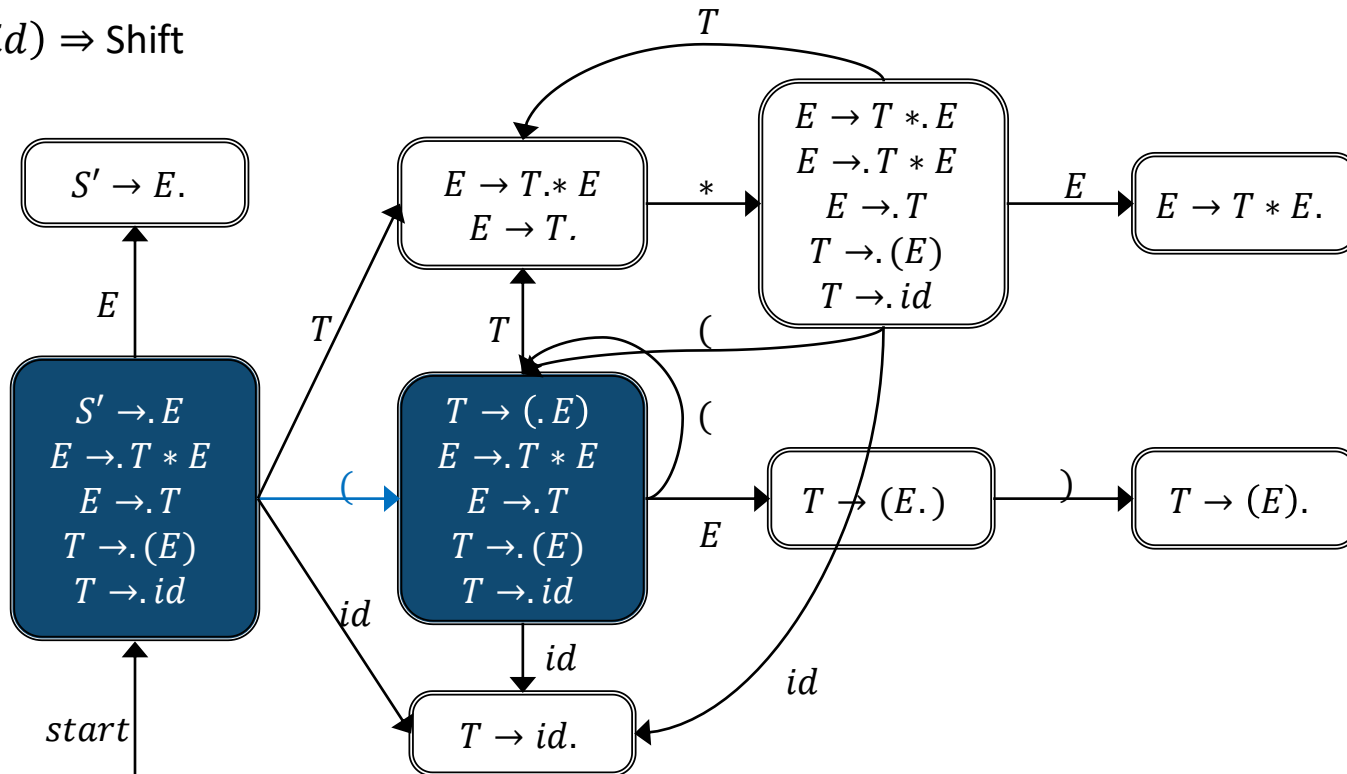 id) ⇒ Shift
T
S′ → E.
E → T.∗ E
E → T.
∗
E → T ∗. E
E →. T ∗ E
E →. T
T →. (E)
T →. id
E
E → T ∗ E.
E
T
T
(
S′ →. E
E →. T ∗ E
E →. T
T →. (E)
T →. id
(
T → (. E)
E →. T ∗ E
E →. T
T →. (E)
T →. id
(
E
T → (E.)
)
T → (E).
id
id
id
start
T → id.